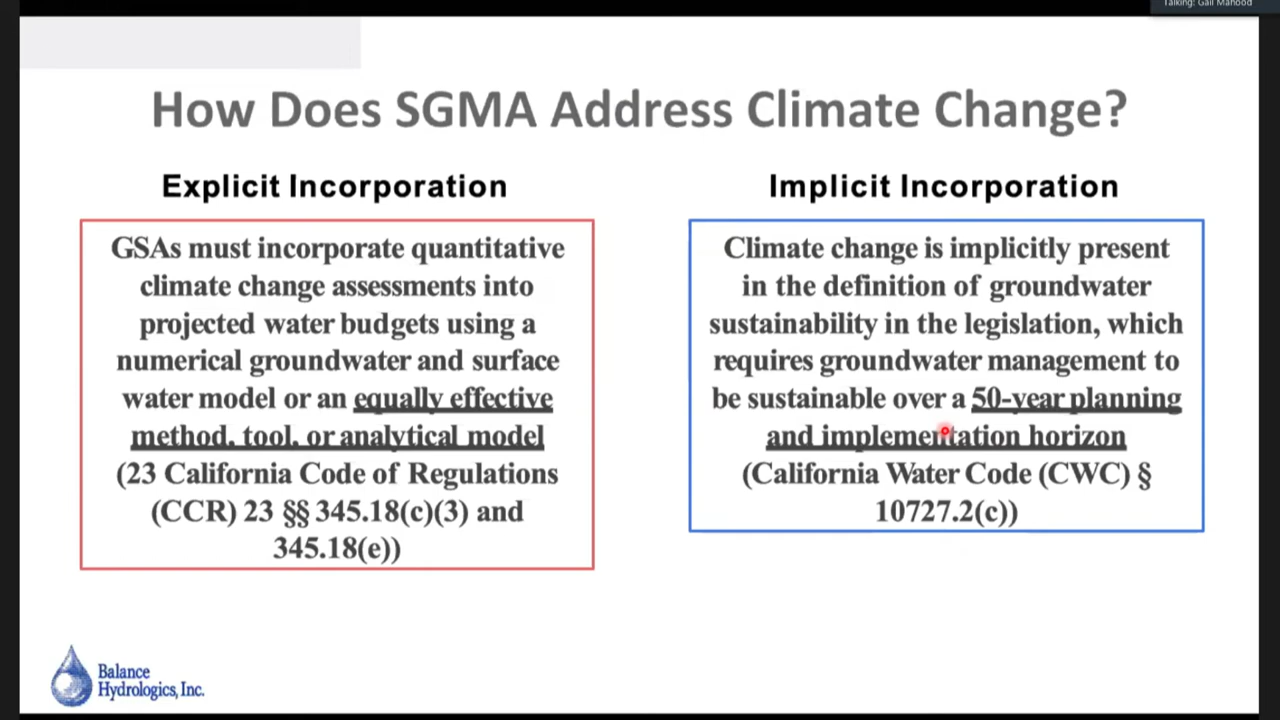 Talking: Gail Mahood
How Does SGMA Address Climate Change?
Explicit Incorporation
GSAs must incorporate quantitative
climate change assessments into
projected water budgets using a
numerical groundwater and surface
water model or an equally effective
method, tool, or analytical model
(23 California Code of Regulations
(CCR) 23 §§ 345.18(c)(3) and
345.18(e))
Implicit Incorporation
Climate change is implicitly present
in the definition of groundwater
sustainability in the legislation, which
requires groundwater management to
be sustainable over a 50-year planning
and implementation horizon
(California Water Code (CWC) §
10727.2(c))
Balance
Hydrologics, Inc.